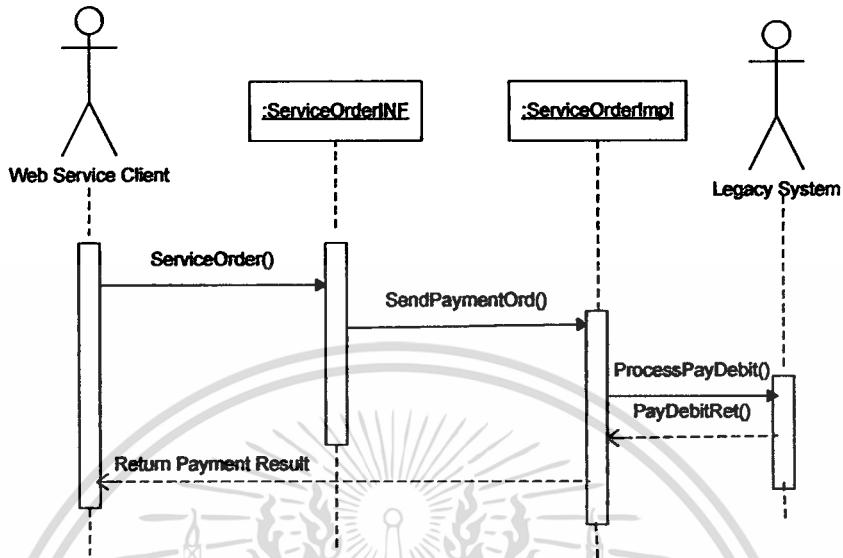 :ServiceOrderINF
:ServiceOrderImpl
Web Service Client
Legacy System
ServiceOrder()
SendPaymentOrd()
ProcessPayDebit()
PayDebitRet()
Return Payment Result